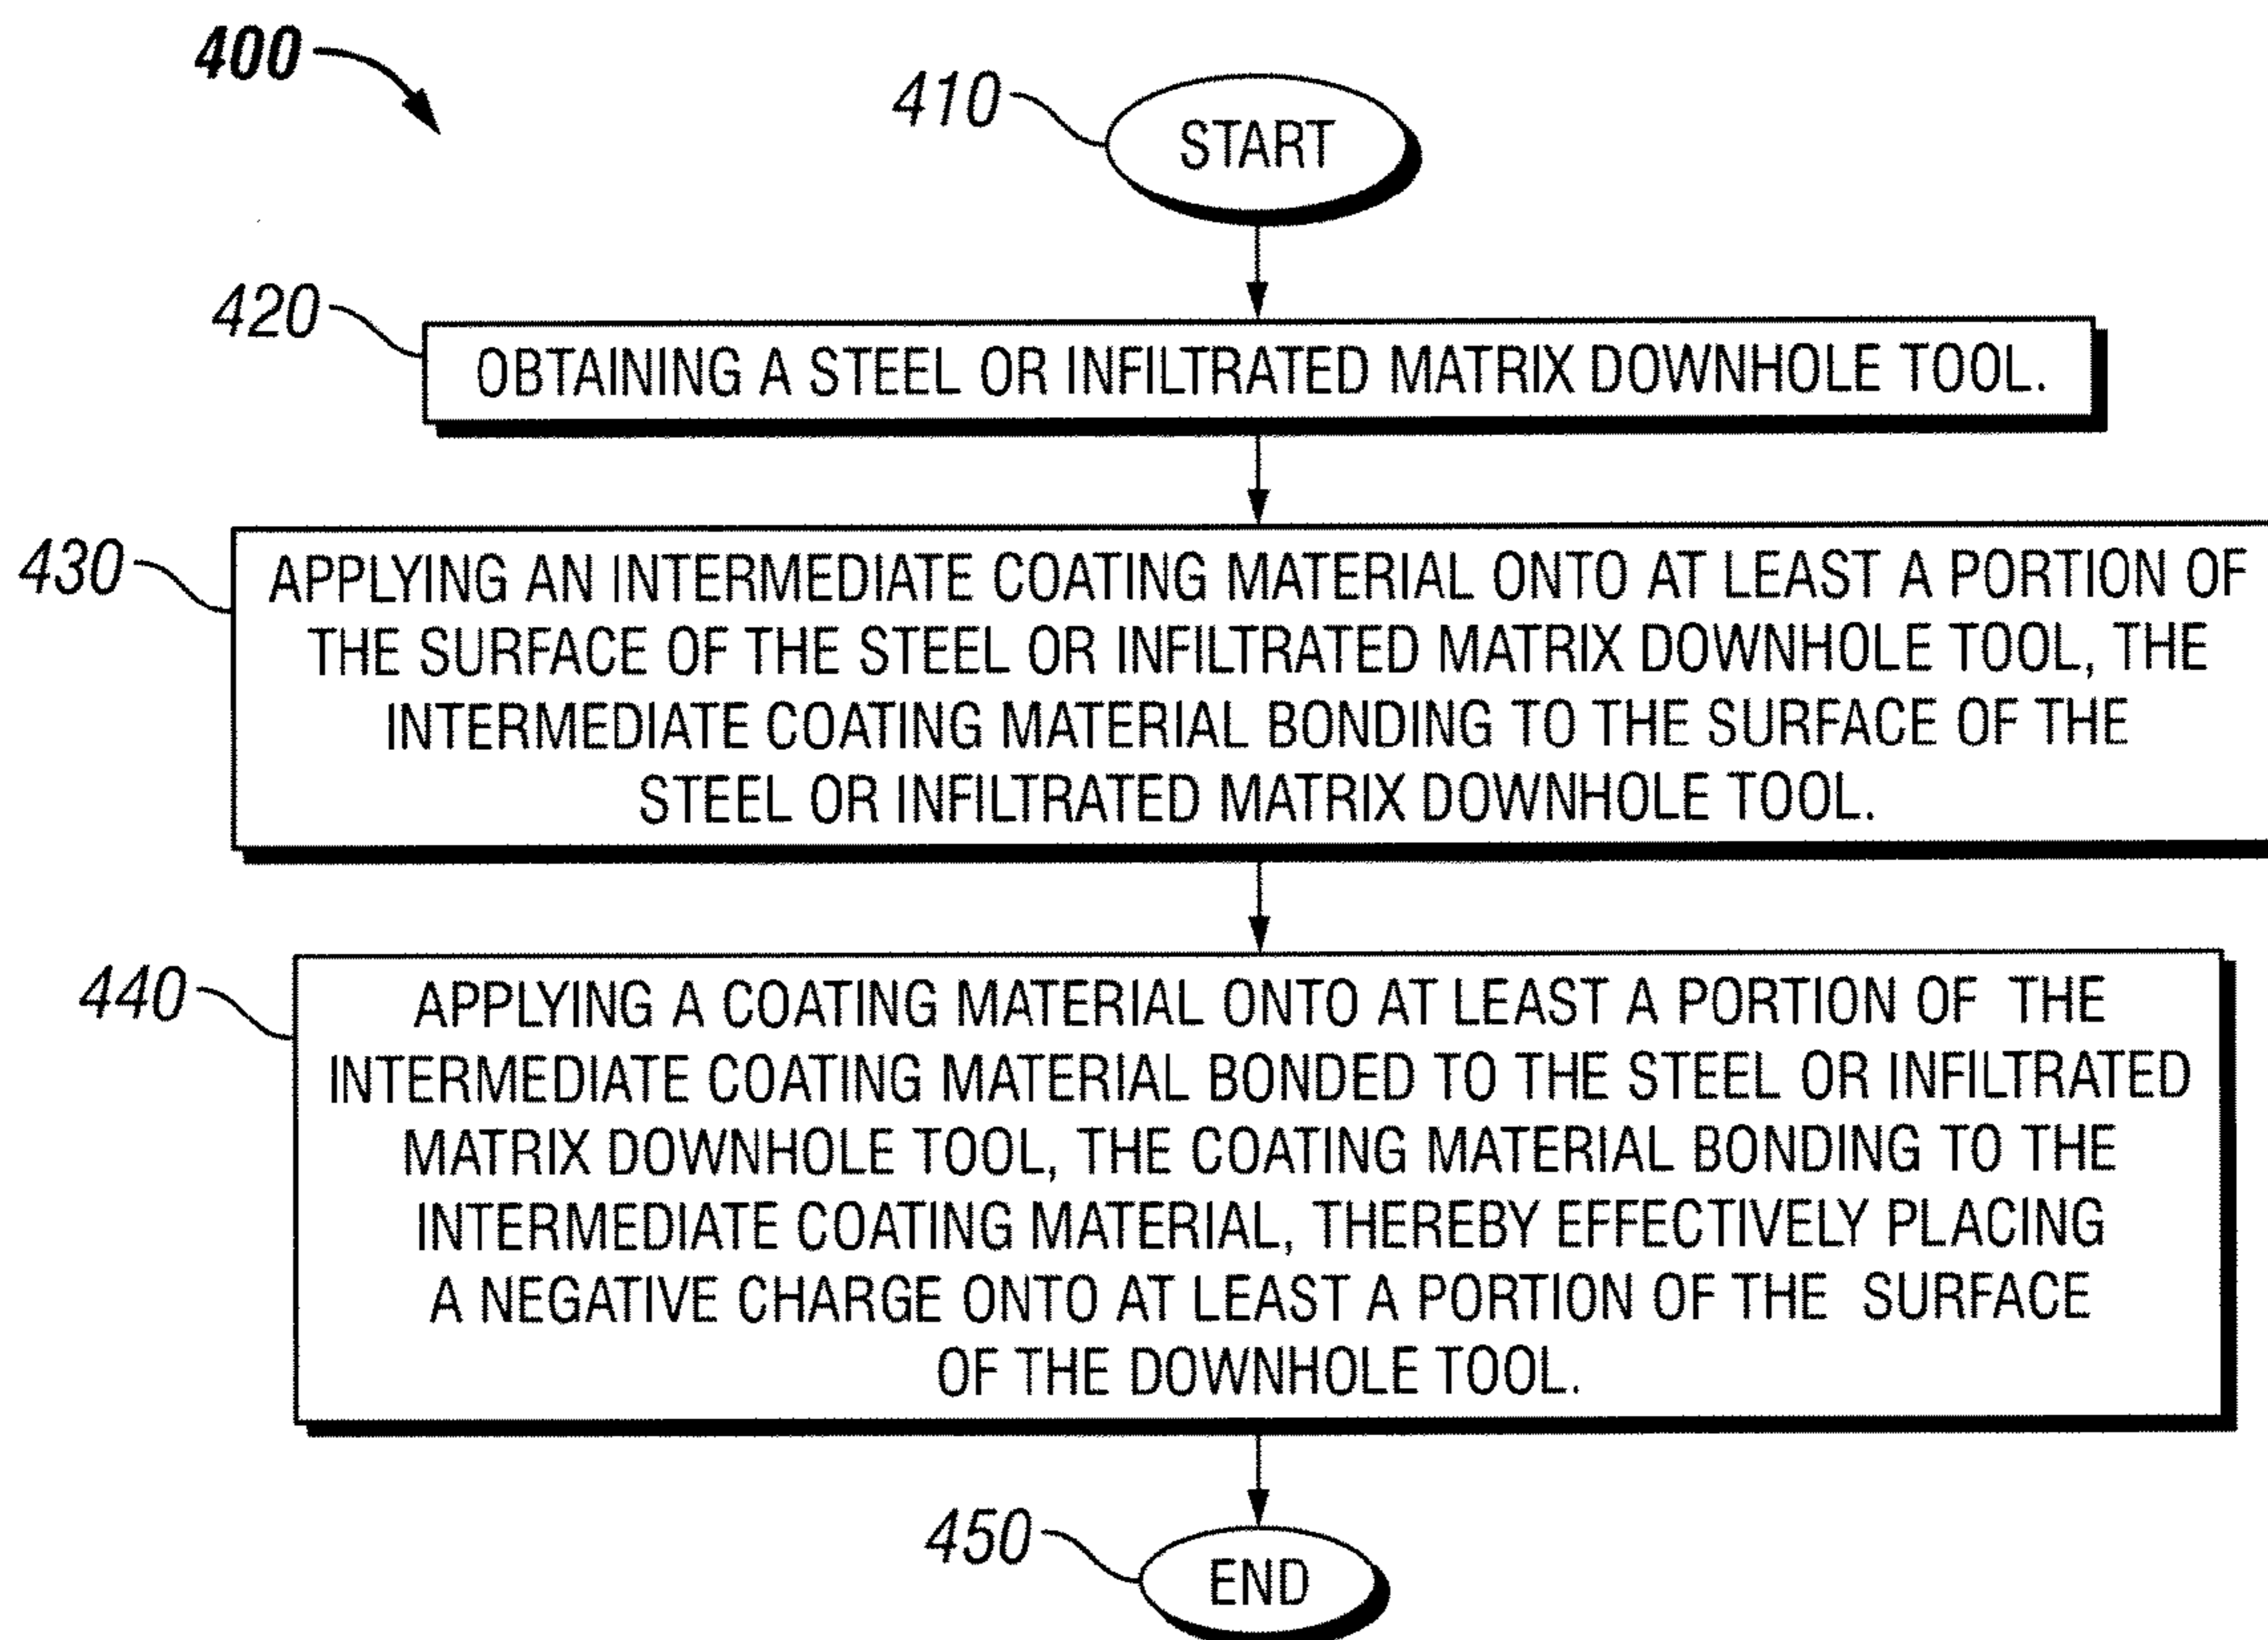 400
410
START
420
OBTAINING A STEEL OR INFILTRATED MATRIX DOWNHOLE TOOL.
430
APPLYING AN INTERMEDIATE COATING MATERIAL ONTO AT LEAST A PORTION OF
THE SURFACE OF THE STEEL OR INFILTRATED MATRIX DOWNHOLE TOOL, THE
INTERMEDIATE COATING MATERIAL BONDING TO THE SURFACE OF THE
STEEL OR INFILTRATED MATRIX DOWNHOLE TOOL.
440
APPLYING A COATING MATERIAL ONTO AT LEAST A PORTION OF THE
INTERMEDIATE COATING MATERIAL BONDED TO THE STEEL OR INFILTRATED
MATRIX DOWNHOLE TOOL, THE COATING MATERIAL BONDING TO THE
INTERMEDIATE COATING MATERIAL, THEREBY EFFECTIVELY PLACING
A NEGATIVE CHARGE ONTO AT LEAST A PORTION OF THE SURFACE
OF THE DOWNHOLE TOOL.
450
END